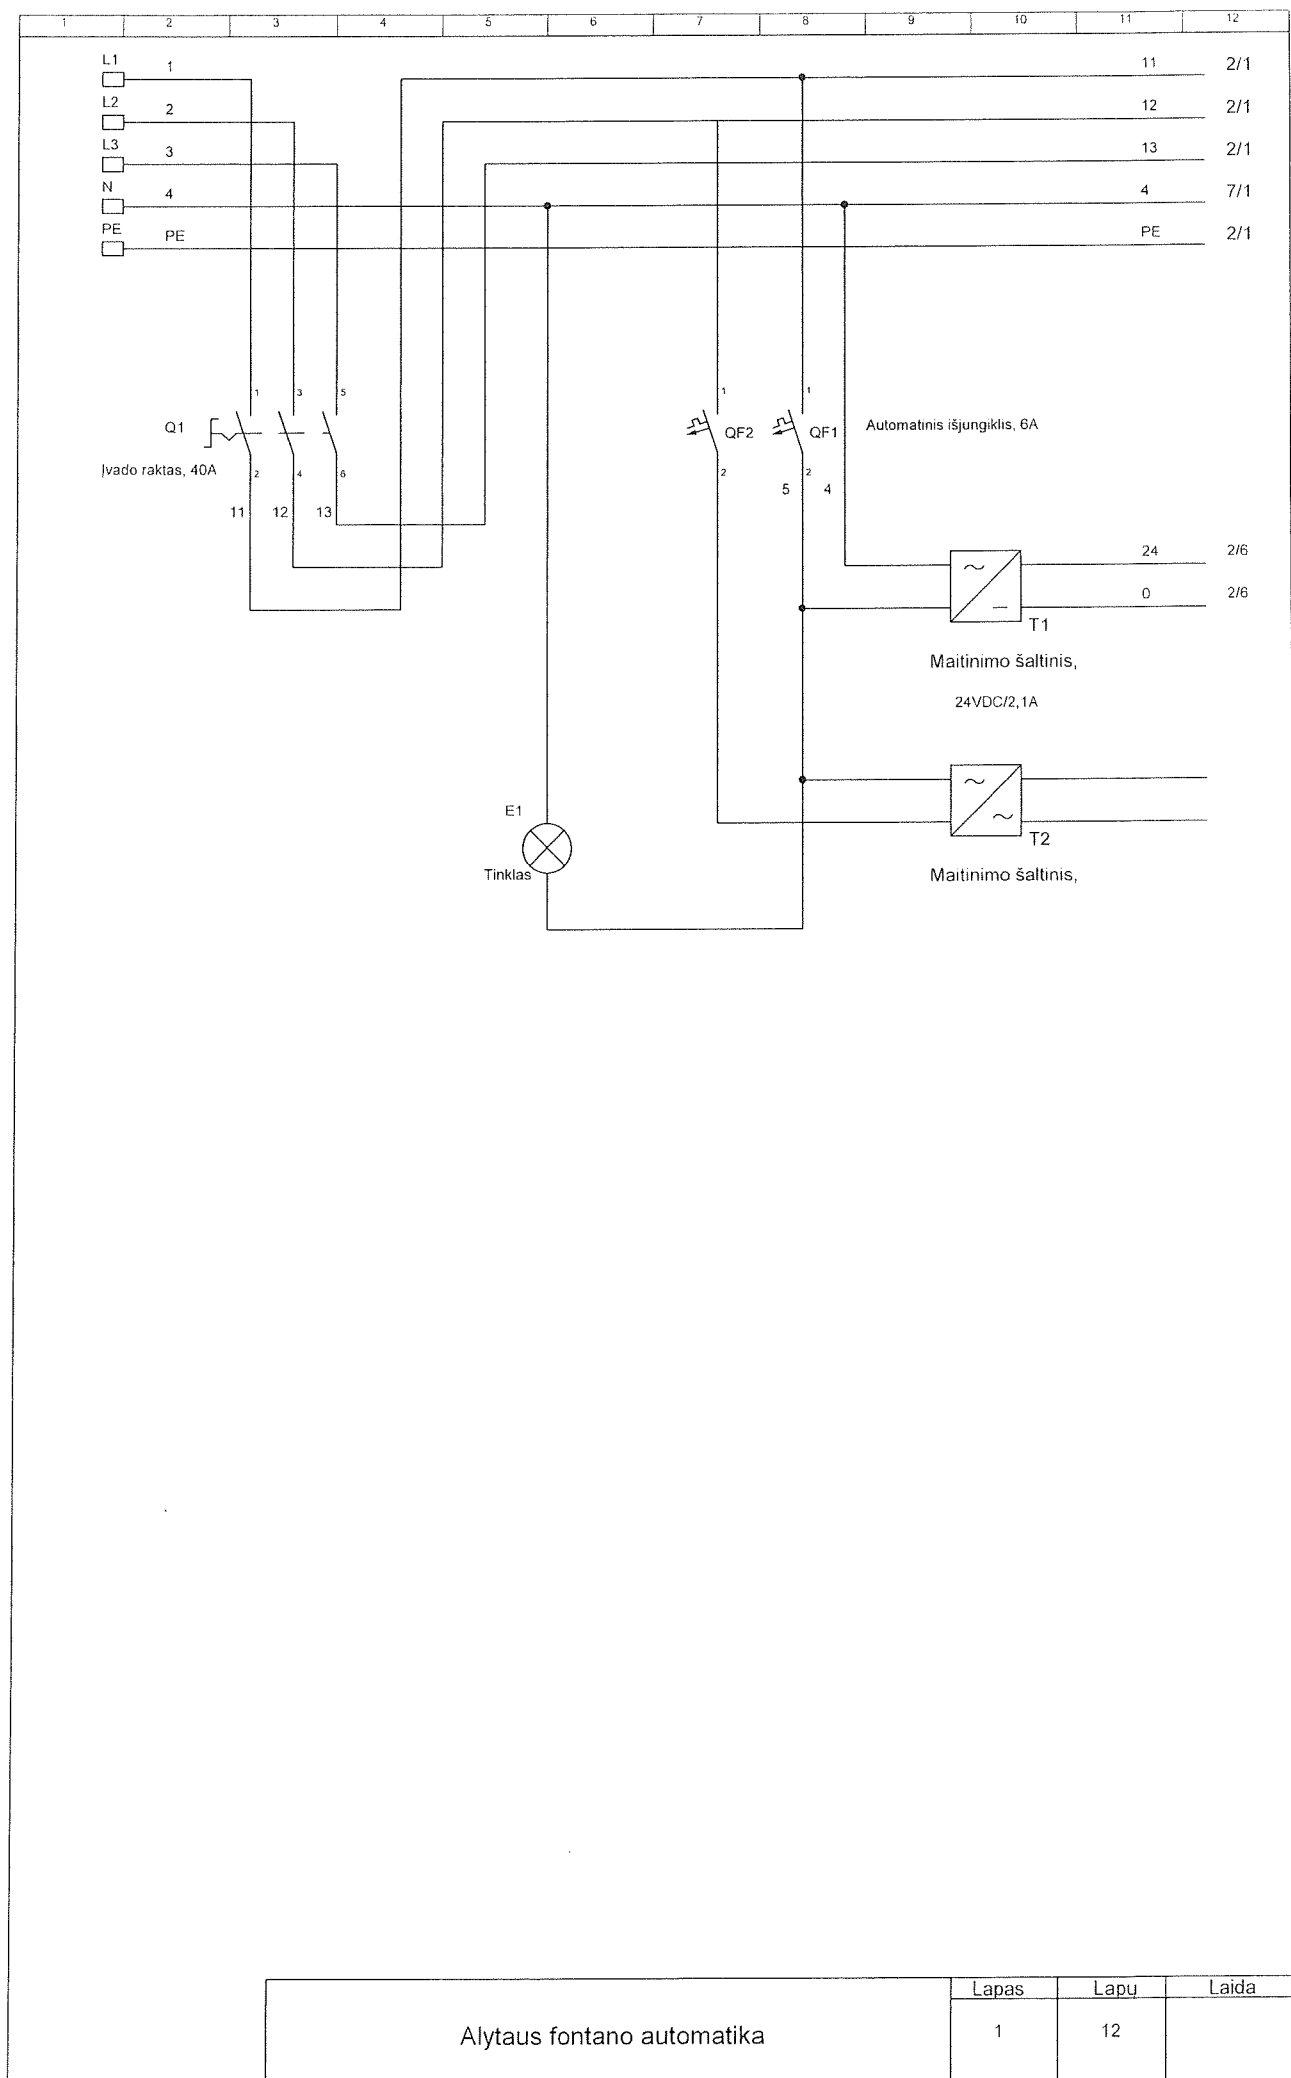 1 2 3 4 5 6 7 8 9 10 11 12
L1 1 11 2/1
L2 2 12 2/1
L3 3 13 2/1
N 4 4 7/1
PE PE PE 2/1
1 3 5 1 1
Q1 QF2 QF1 Automatinis išjungiklis, 6A
Įvado raktas, 40A 2 4 6 2 2
5 4
11 12 13
24 2/6
0 2/6
T1
Maitinimo šaltinis,
24VDC/2,1A
E1
T2
Tinklas Maitinimo šaltinis,
Lapas Lapu Laida
Alytaus fontano automatika 1 12